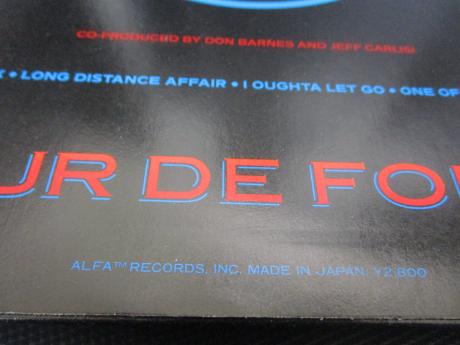 CO-PRODUCED BY DON BARNES AND JEFF CARLISI
• LONG DISTANCE AFFAIR • I OUGHTA LET GO • ONE OF
UR DE FO
ALFA™ RECORDS, INC. MADE IN JAPAN. ¥2,800